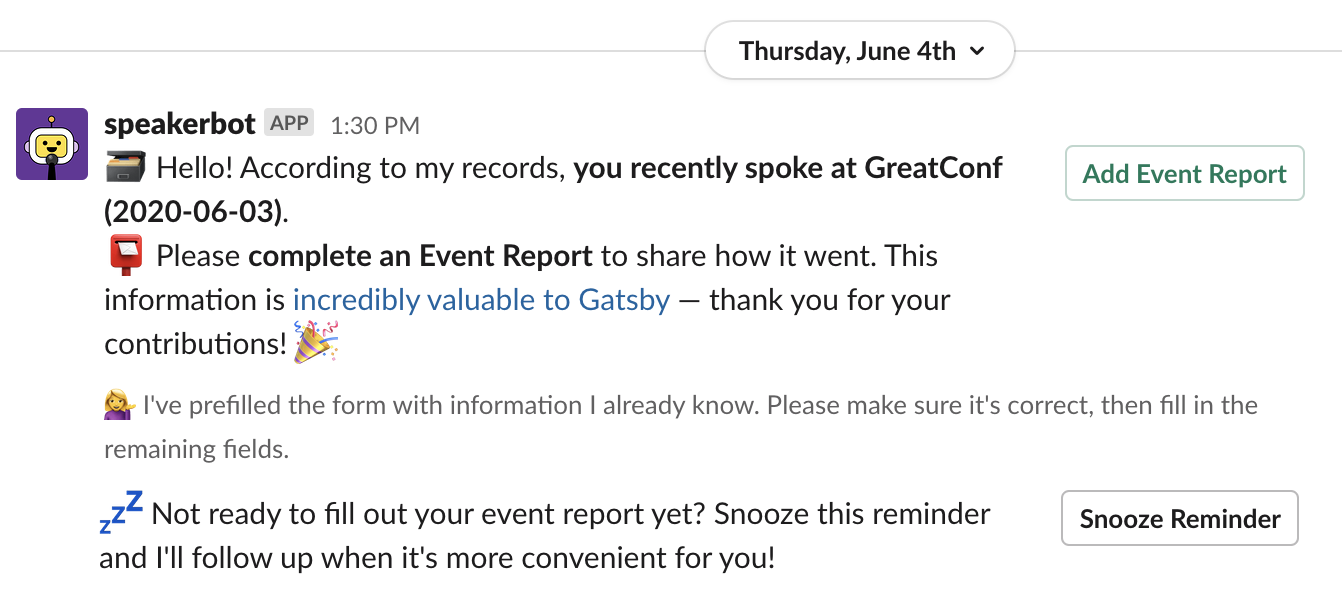 Thursday, June 4th
speakerbot APP 1:30 PM
Hello! According to my records, you recently spoke at GreatConf
(2020-06-03).
Add Event Report
Please complete an Event Report to share how it went. This
information is incredibly valuable to Gatsby — thank you for your
contributions!
I've prefilled the form with information I already know. Please make sure it's correct, then fill in the
remaining fields.
zzZ Not ready to fill out your event report yet? Snooze this reminder
and I'll follow up when it's more convenient for you!
Snooze Reminder